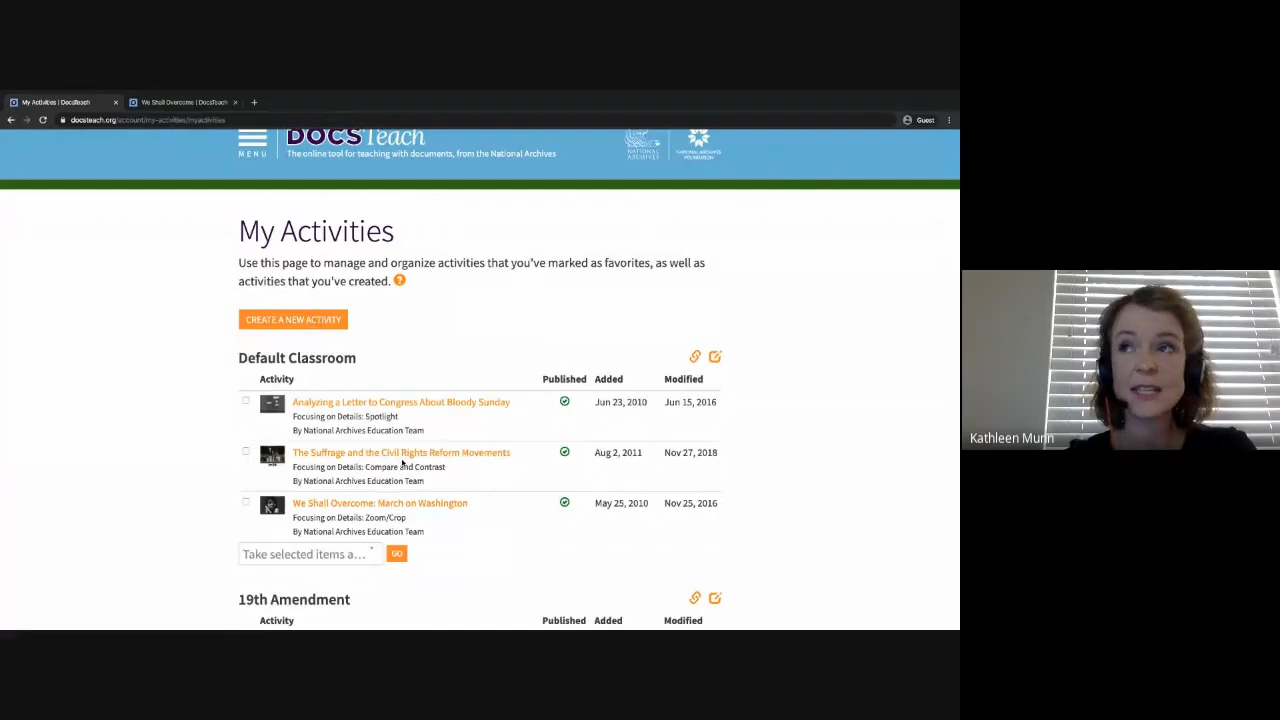 My Activities | DocsTeach
We Shall Overcome | DocsTeach
docsteach.org/account/my-activities/myactivities
Guest
MENU
DOCSTeach
The online tool for teaching with documents, from the National Archives
NATIONAL ARCHIVES
NATIONAL ARCHIVES FOUNDATION
My Activities
Use this page to manage and organize activities that you've marked as favorites, as well as
activities that you've created. ?
CREATE A NEW ACTIVITY
Default Classroom
Activity Published Added Modified
Analyzing a Letter to Congress About Bloody Sunday Jun 23, 2010 Jun 15, 2016
Focusing on Details: Spotlight
By National Archives Education Team
The Suffrage and the Civil Rights Reform Movements Aug 2, 2011 Nov 27, 2018
Focusing on Details: Compare and Contrast
By National Archives Education Team
We Shall Overcome: March on Washington May 25, 2010 Nov 25, 2016
Focusing on Details: Zoom/Crop
By National Archives Education Team
Take selected items a... GO
19th Amendment
Activity Published Added Modified
Kathleen Munn